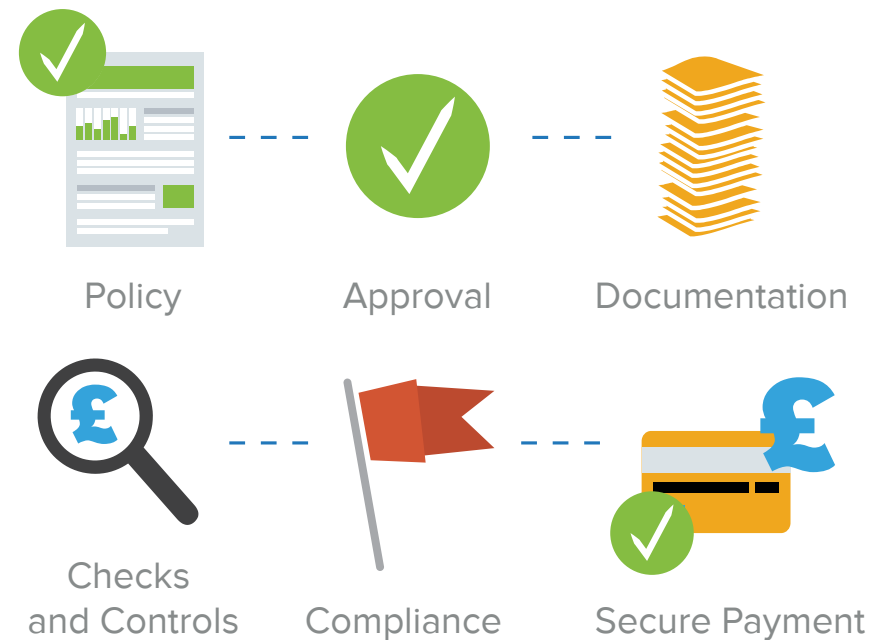 Policy
Approval
Documentation
£
£
Checks
and Controls
Compliance
Secure Payment